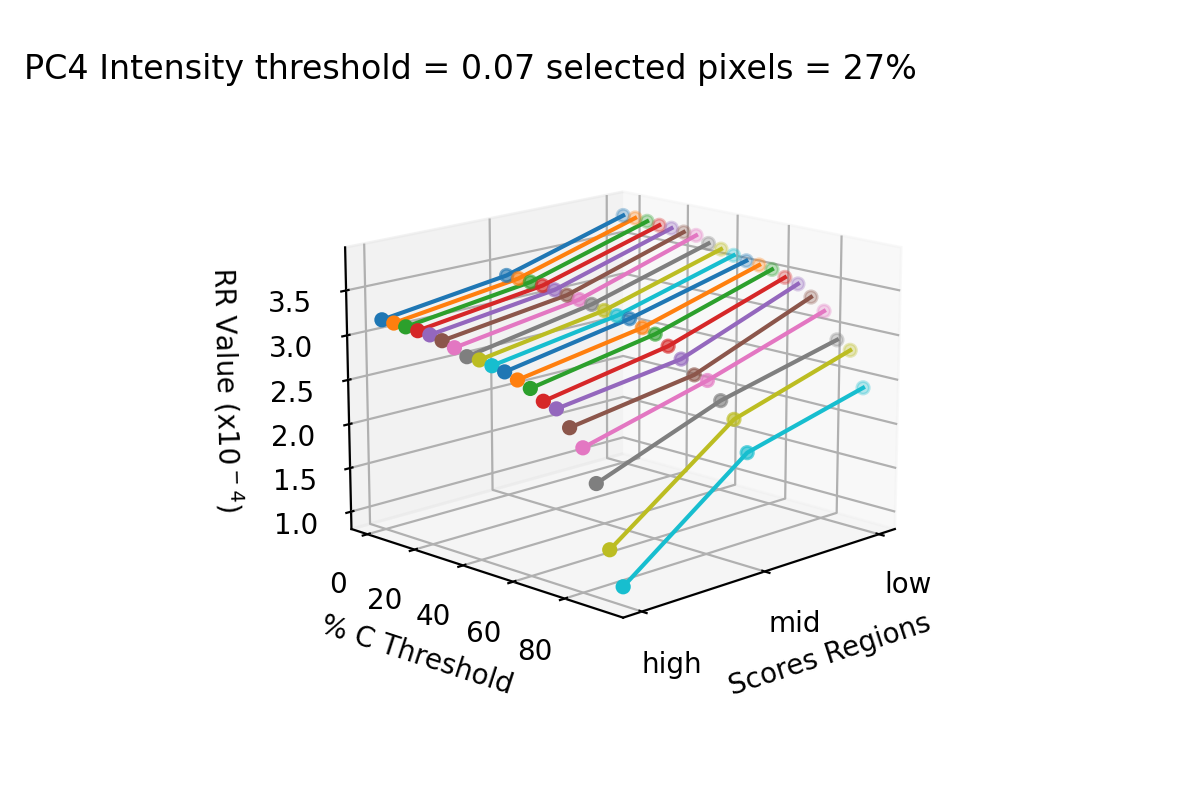 PC4 Intensity threshold = 0.07 selected pixels = 27%
RR Value (x10⁻⁴)
3.5
3.0
2.5
2.0
1.5
1.0
0
20
40
60
80
% C Threshold
low
mid
high
Scores Regions